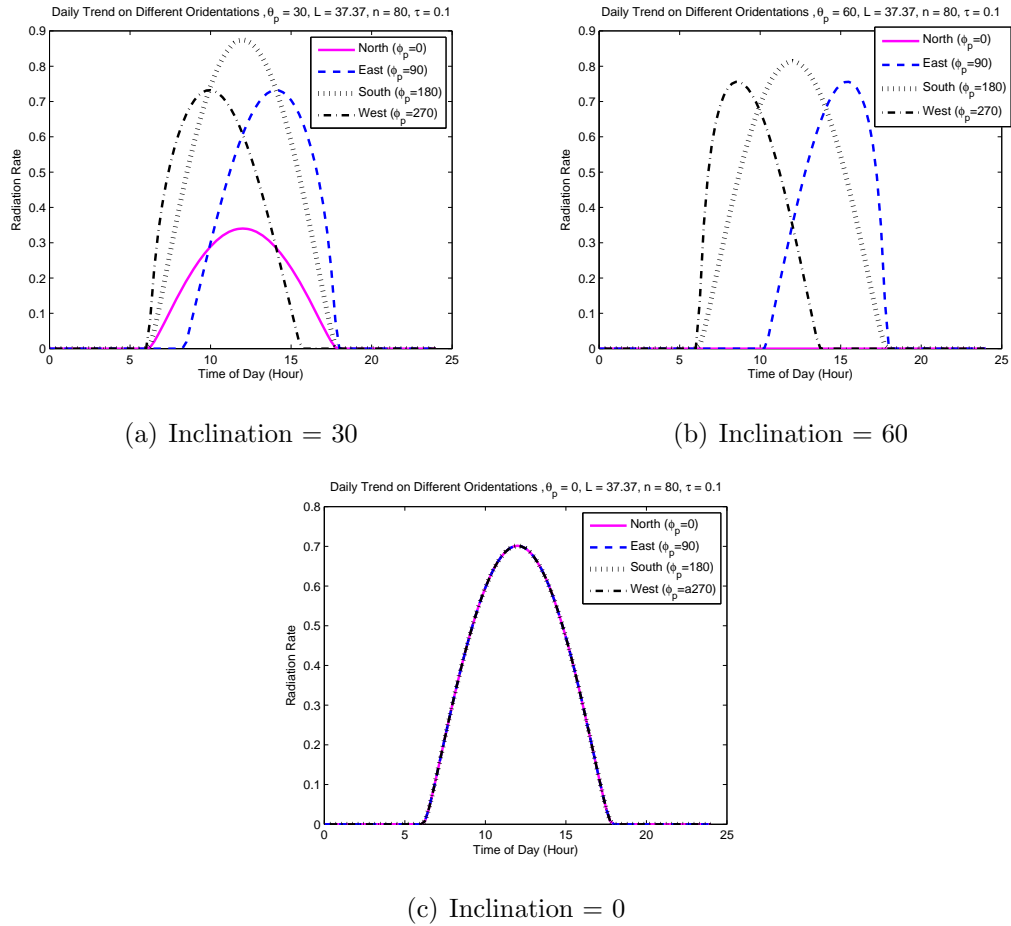 Daily Trend on Different Oridentations ,θp = 30, L = 37.37, n = 80, τ = 0.1
0.9
0.8
0.7
0.6
0.5
0.4
0.3
0.2
0.1
0
0 5 10 15 20 25
Radiation Rate
Time of Day (Hour)
North (ϕp=0)
East (ϕp=90)
South (ϕp=180)
West (ϕp=270)
(a) Inclination = 30
Daily Trend on Different Oridentations ,θp = 60, L = 37.37, n = 80, τ = 0.1
0.9
0.8
0.7
0.6
0.5
0.4
0.3
0.2
0.1
0
0 5 10 15 20 25
Radiation Rate
Time of Day (Hour)
North (ϕp=0)
East (ϕp=90)
South (ϕp=180)
West (ϕp=270)
(b) Inclination = 60
Daily Trend on Different Oridentations ,θp = 0, L = 37.37, n = 80, τ = 0.1
0.8
0.7
0.6
0.5
0.4
0.3
0.2
0.1
0
0 5 10 15 20 25
Radiation Rate
Time of Day (Hour)
North (ϕp=0)
East (ϕp=90)
South (ϕp=180)
West (ϕp=a270)
(c) Inclination = 0